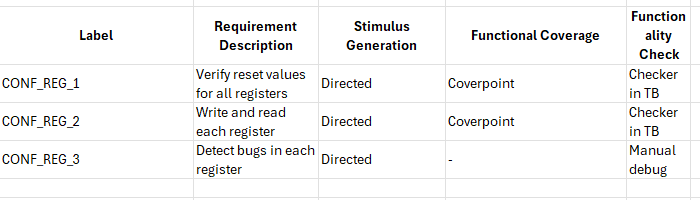 Label
Requirement
Description
Stimulus
Generation
Functional Coverage
Function
ality
Check
CONF_REG_1
Verify reset values
for all registers
Directed
Coverpoint
Checker
in TB
CONF_REG_2
Write and read
each register
Directed
Coverpoint
Checker
in TB
CONF_REG_3
Detect bugs in each
register
Directed
-
Manual
debug